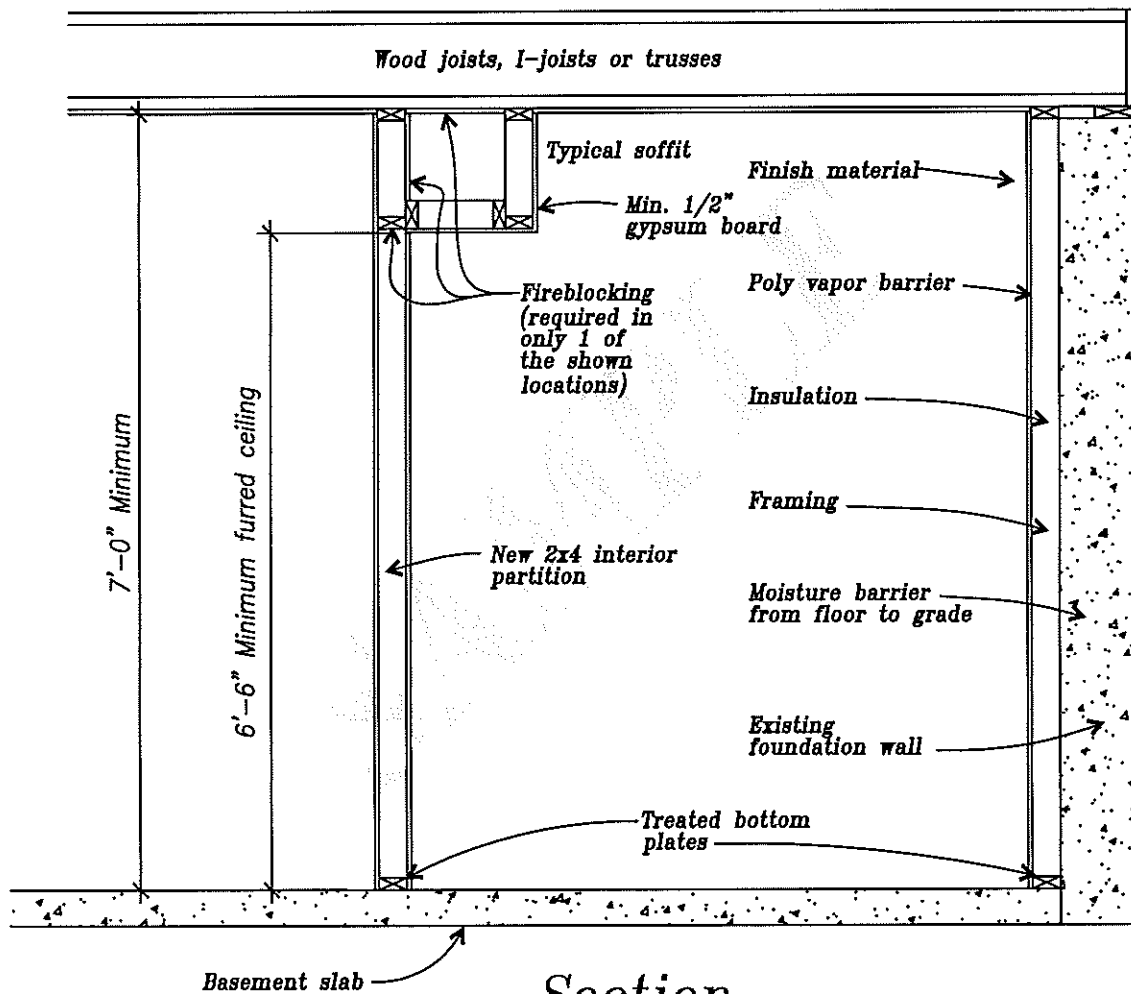 Wood joists, I-joists or trusses
Typical soffit
Finish material
Min. 1/2"
gypsum board
Poly vapor barrier
Fireblocking
(required in
only 1 of
the shown
locations)
Insulation
7'-0" Minimum
6'-6" Minimum furred ceiling
Framing
New 2x4 interior
partition
Moisture barrier
from floor to grade
Existing
foundation wall
Treated bottom
plates
Basement slab
Section
SAMPLE